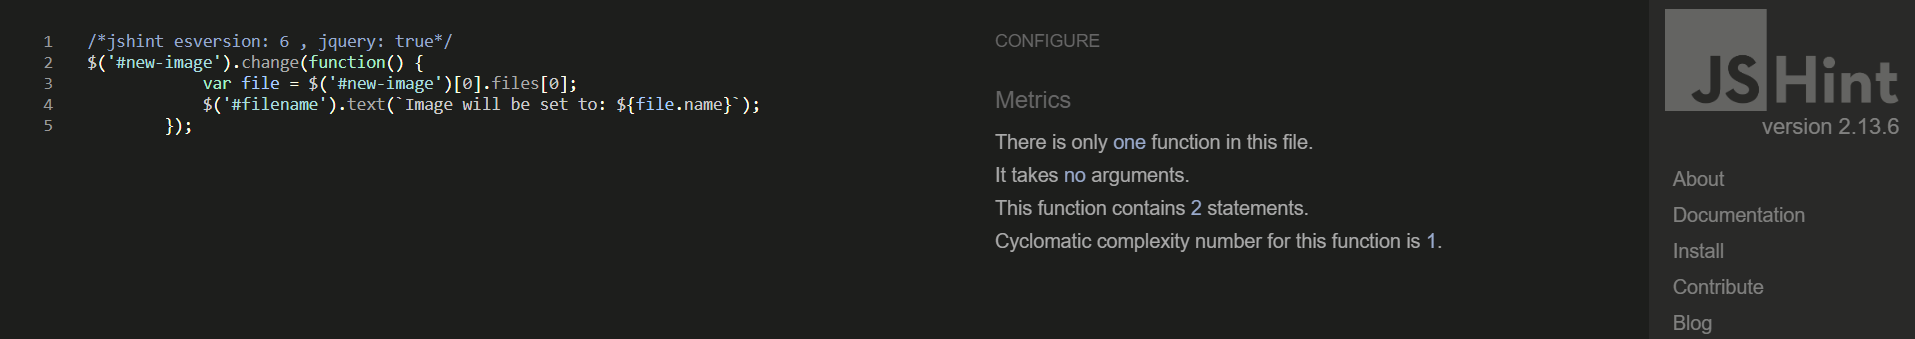 1 /*jshint esversion: 6 , jquery: true*/
2 $('#new-image').change(function() {
3 var file = $('#new-image')[0].files[0];
4 $('#filename').text(`Image will be set to: ${file.name}`);
5 });
CONFIGURE
Metrics
There is only one function in this file.
It takes no arguments.
This function contains 2 statements.
Cyclomatic complexity number for this function is 1.
JSHint
version 2.13.6
About
Documentation
Install
Contribute
Blog